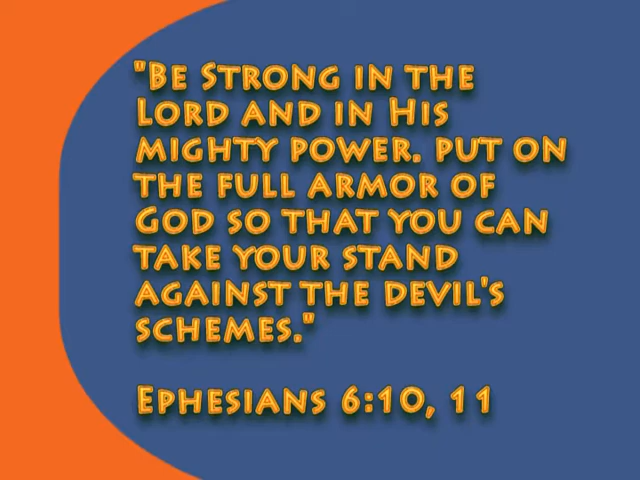 "Be Strong in the
Lord and in His
mighty power. Put on
the full armor of
God so that you can
take your stand
against the devil's
schemes."
Ephesians 6:10, 11